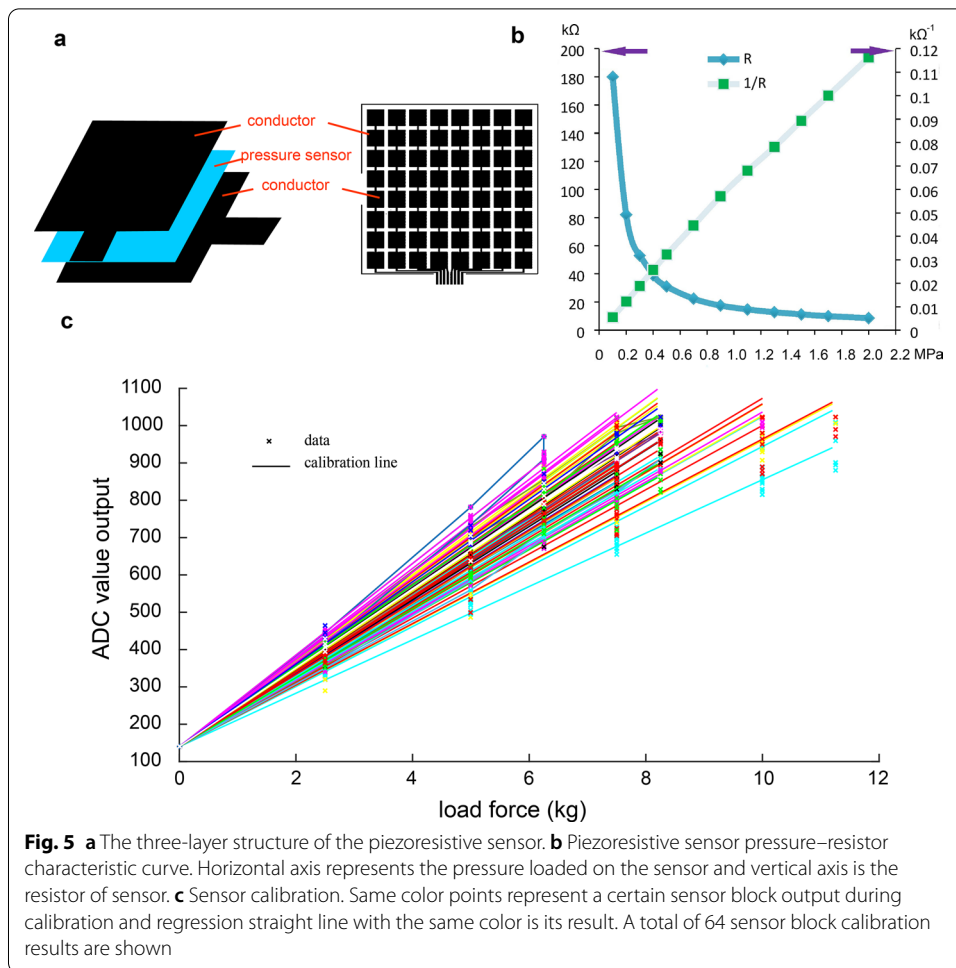 a
conductor
pressure sensor
conductor
b
kΩ
kΩ⁻¹
200
180
160
140
120
100
80
60
40
20
0
R
1/R
0.12
0.11
0.1
0.09
0.08
0.07
0.06
0.05
0.04
0.03
0.02
0.01
0
0 0.2 0.4 0.6 0.8 1.0 1.2 1.4 1.6 1.8 2.0 2.2
MPa
c
1100
1000
900
800
700
600
500
400
300
200
100
ADC value output
data
calibration line
0 2 4 6 8 10 12
load force (kg)
Fig. 5 a The three-layer structure of the piezoresistive sensor. b Piezoresistive sensor pressure–resistor
characteristic curve. Horizontal axis represents the pressure loaded on the sensor and vertical axis is the
resistor of sensor. c Sensor calibration. Same color points represent a certain sensor block output during
calibration and regression straight line with the same color is its result. A total of 64 sensor block calibration
results are shown